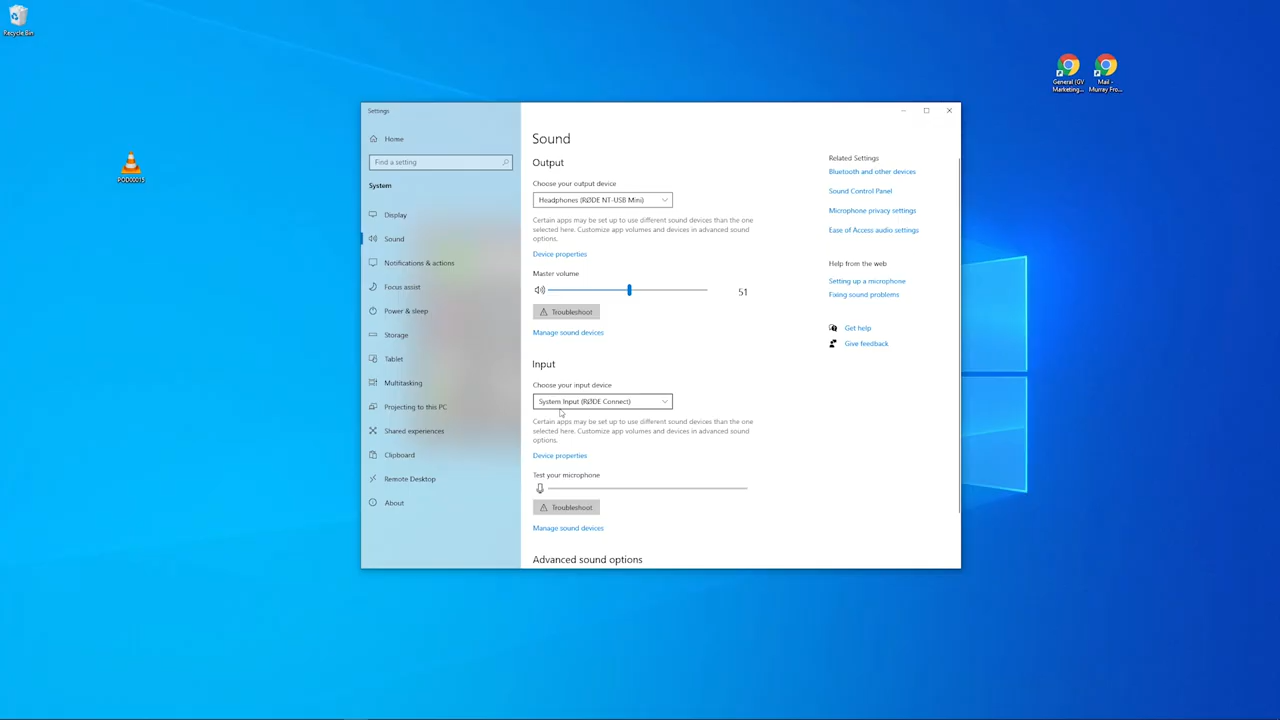 Recycle Bin
General (GV
Marketing...
Mail -
Murray Fro...
POD00015
Settings
Home
Find a setting
System
Display
Sound
Notifications & actions
Focus assist
Power & sleep
Storage
Tablet
Multitasking
Projecting to this PC
Shared experiences
Clipboard
Remote Desktop
About
Sound
Output
Choose your output device
Headphones (RØDE NT-USB Mini)
Certain apps may be set up to use different sound devices than the one
selected here. Customize app volumes and devices in advanced sound
options.
Device properties
Master volume
51
Troubleshoot
Manage sound devices
Input
Choose your input device
System Input (RØDE Connect)
Certain apps may be set up to use different sound devices than the one
selected here. Customize app volumes and devices in advanced sound
options.
Device properties
Test your microphone
Troubleshoot
Manage sound devices
Advanced sound options
Related Settings
Bluetooth and other devices
Sound Control Panel
Microphone privacy settings
Ease of Access audio settings
Help from the web
Setting up a microphone
Fixing sound problems
Get help
Give feedback